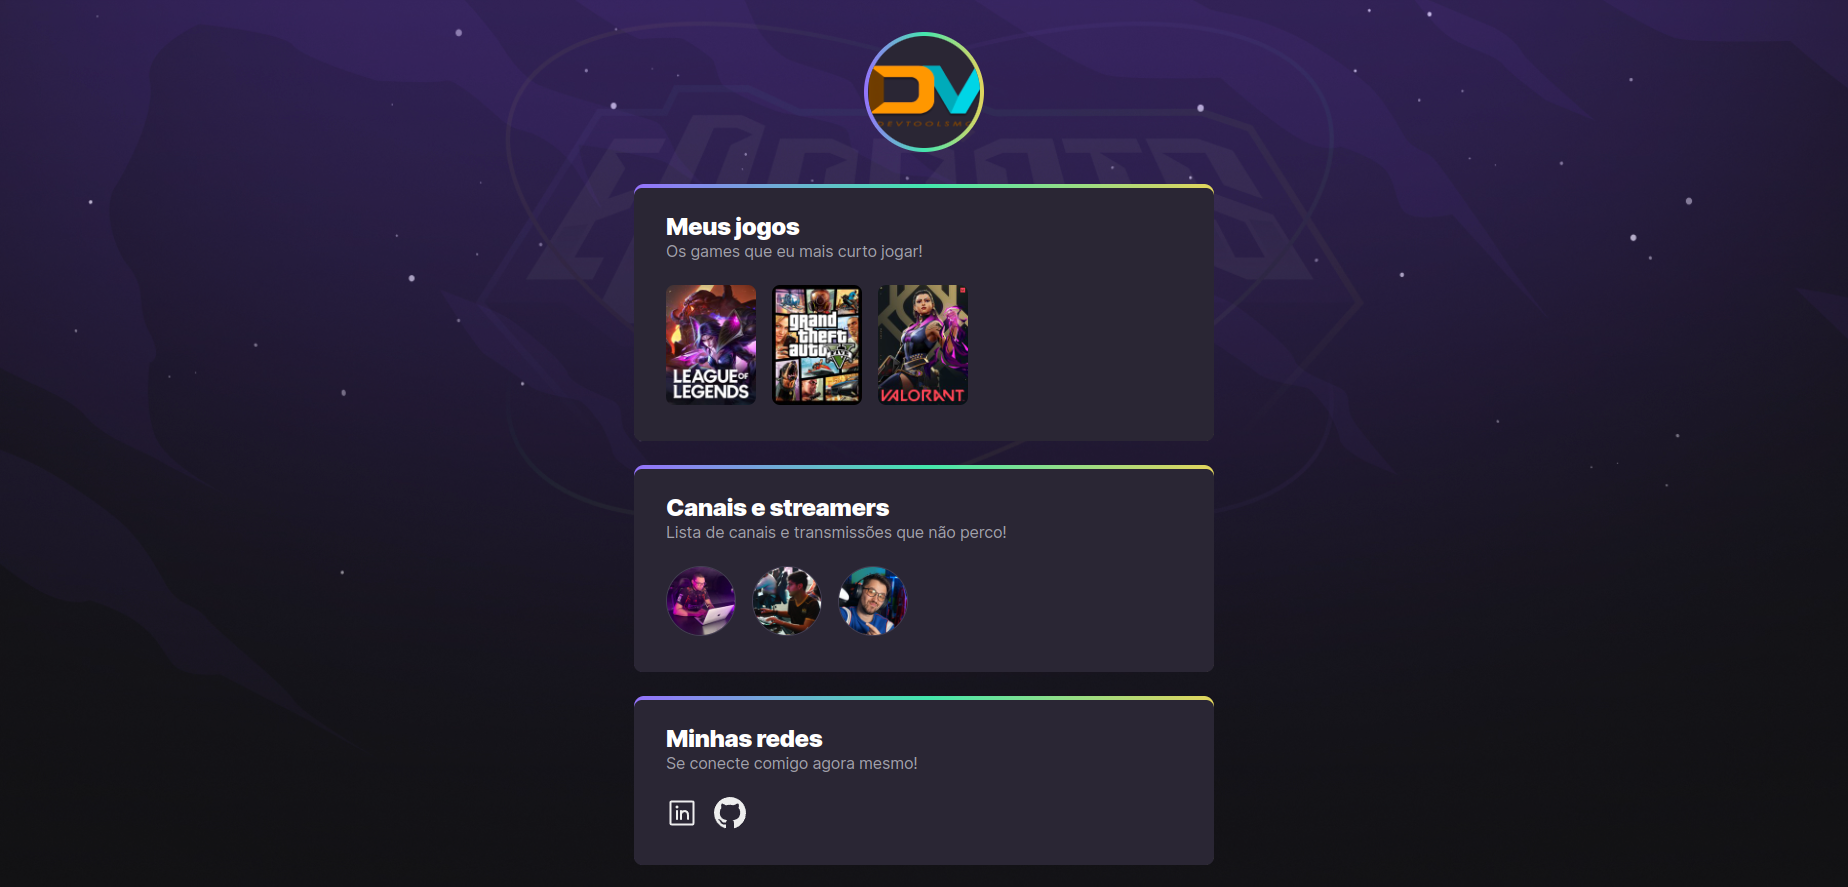 DV
DEVTOOLSM
ESPORTS
Meus jogos
Os games que eu mais curto jogar!
LEAGUE OF
LEGENDS
grand
theft
auto
V
VALORANT
Canais e streamers
Lista de canais e transmissões que não perco!
Minhas redes
Se conecte comigo agora mesmo!
in